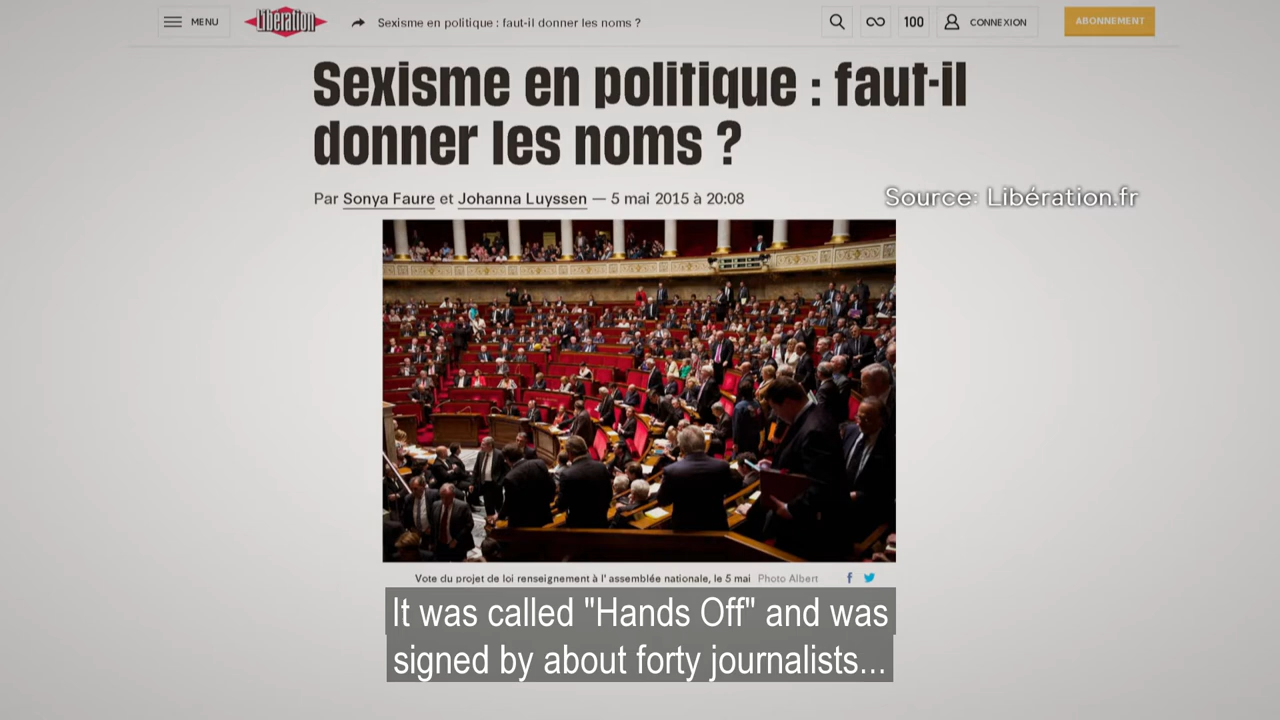 MENU
Libération
Sexisme en politique : faut-il donner les noms ?
100
CONNEXION
ABONNEMENT
Sexisme en politique : faut-il
donner les noms ?
Par Sonya Faure et Johanna Luyssen — 5 mai 2015 à 20:08
Source: Libération.fr
Vote du projet de loi renseignement à l' assemblée nationale, le 5 mai Photo Albert
It was called "Hands Off" and was
signed by about forty journalists...